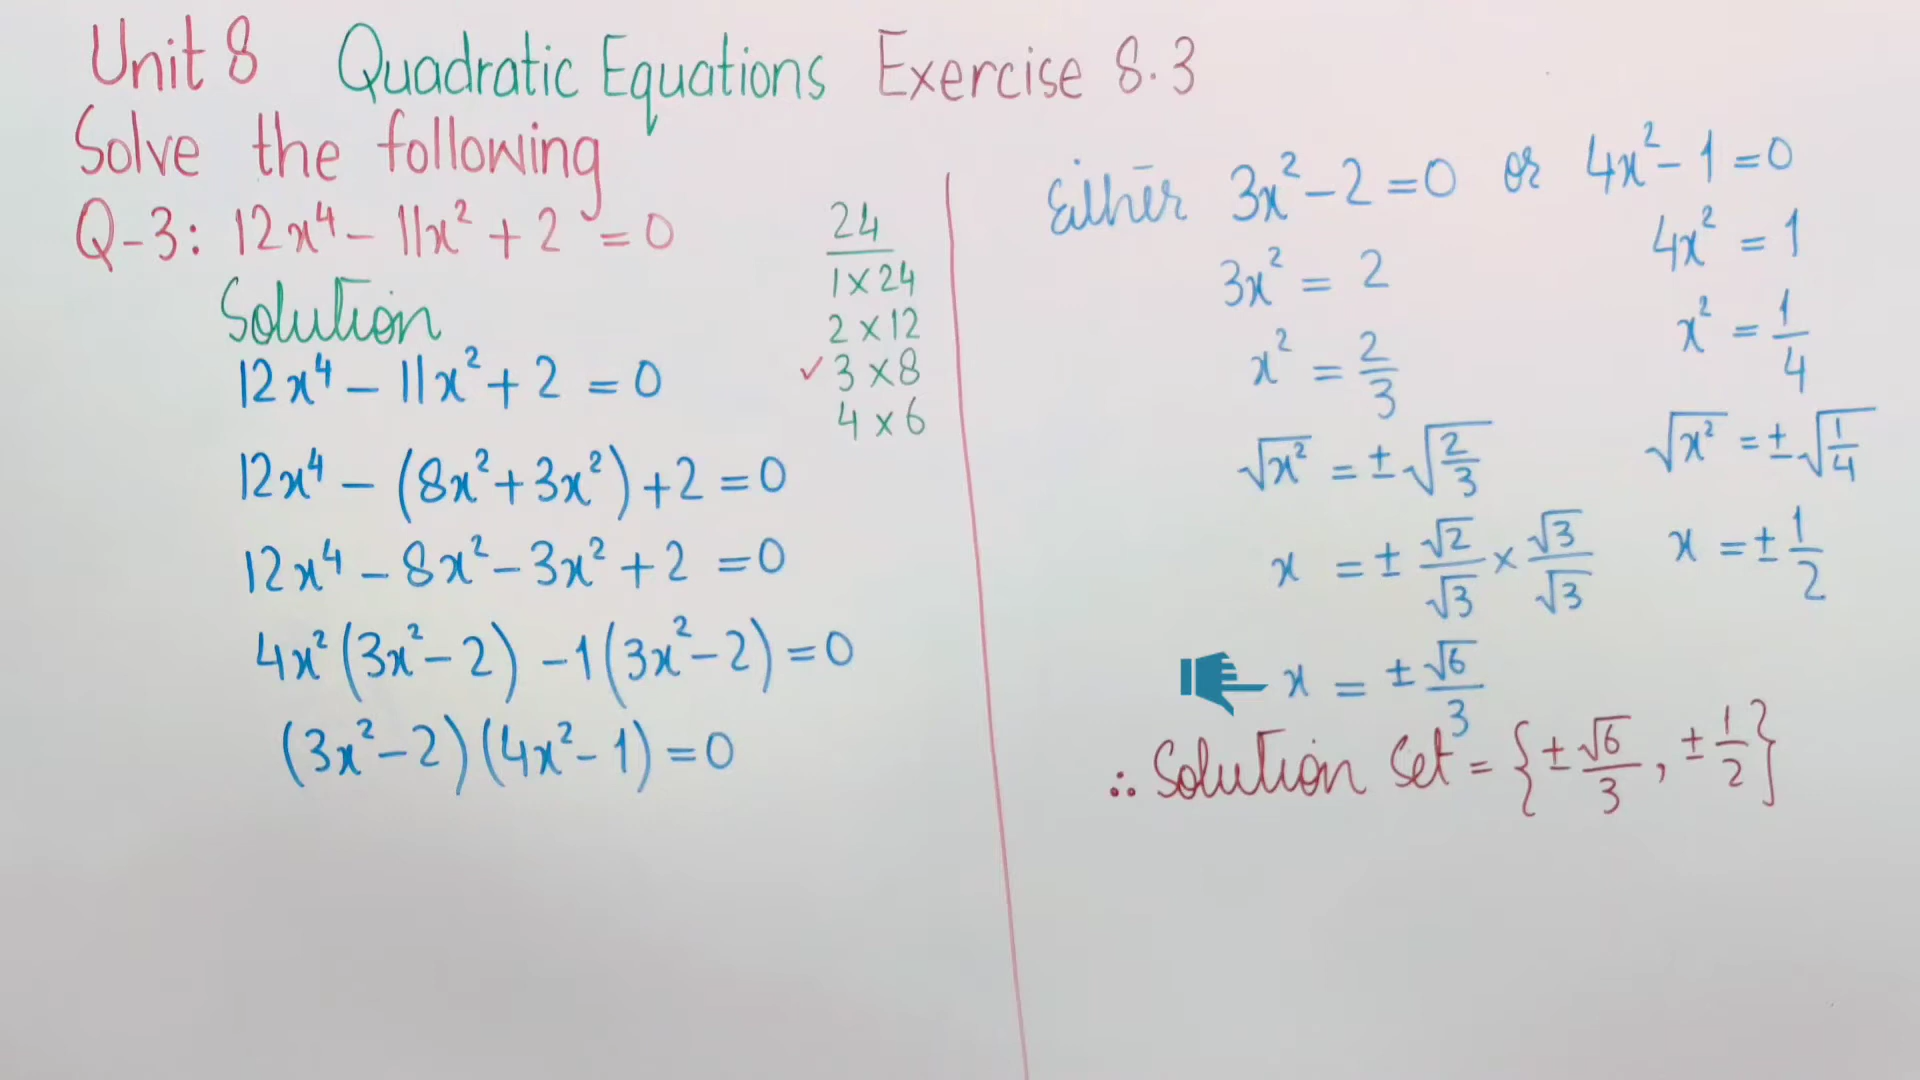 Unit 8 Quadratic Equations Exercise 8.3
Solve the following
Q-3: 12x⁴ - 11x² + 2 = 0
Solution
12x⁴ - 11x² + 2 = 0
12x⁴ - (8x² + 3x²) + 2 = 0
12x⁴ - 8x² - 3x² + 2 = 0
4x²(3x² - 2) - 1(3x² - 2) = 0
(3x² - 2)(4x² - 1) = 0
24
1 × 24
2 × 12
✓ 3 × 8
4 × 6
Either 3x² - 2 = 0 or 4x² - 1 = 0
3x² = 2
x² = 2/3
√x² = ± √(2/3)
x = ± √2/√3 × √3/√3
x = ± √6/3
4x² = 1
x² = 1/4
√x² = ± √(1/4)
x = ± 1/2
∴ Solution Set = {± √6/3, ± 1/2}